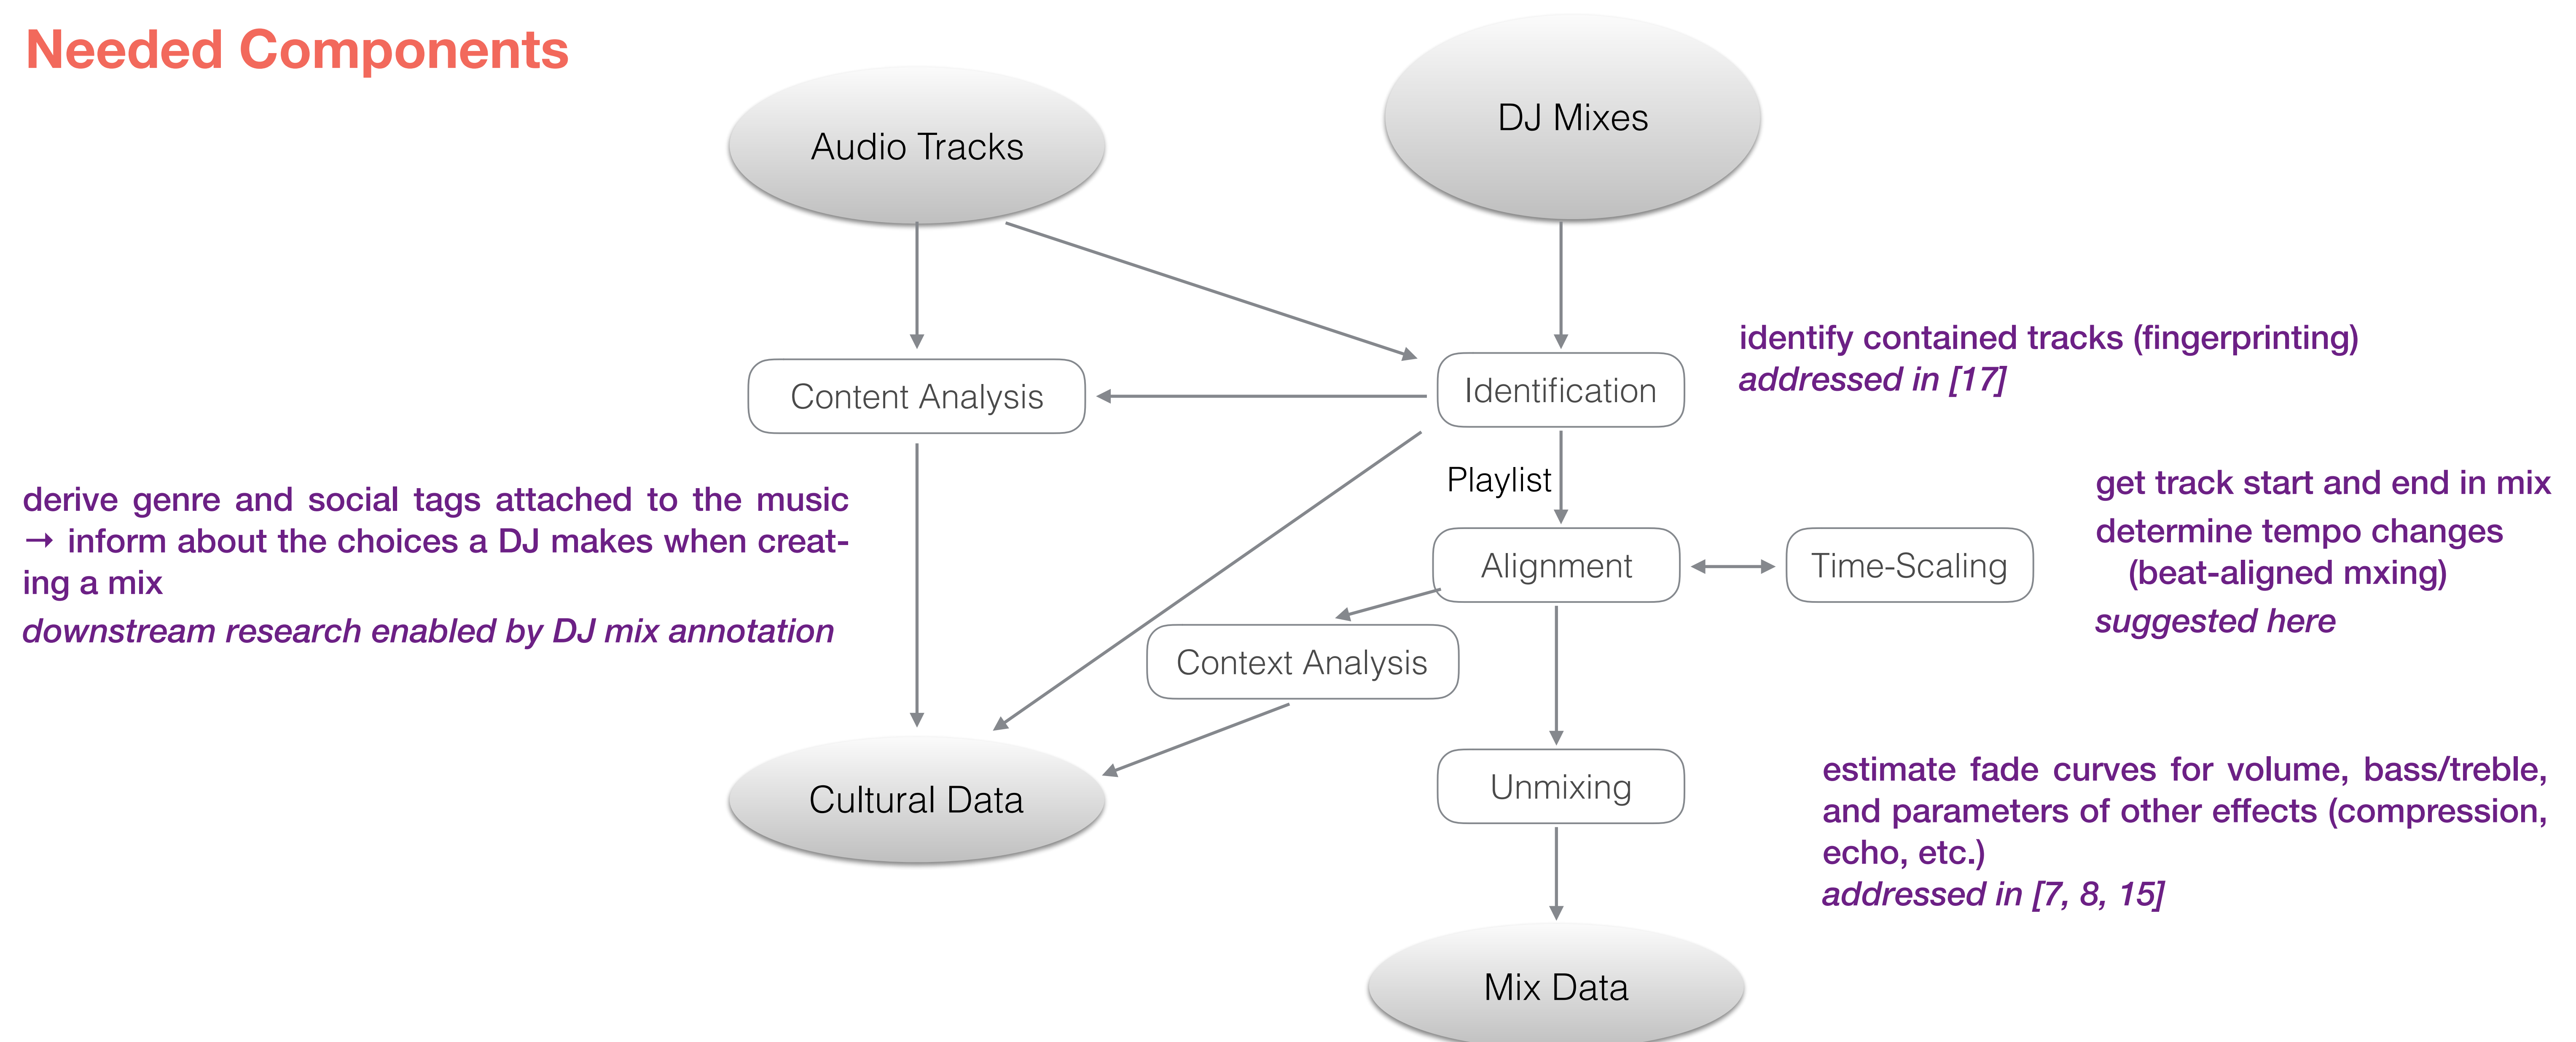 Needed Components
Audio Tracks
DJ Mixes
Content Analysis
Identification
identify contained tracks (fingerprinting)
addressed in [17]
Playlist
derive genre and social tags attached to the music
→ inform about the choices a DJ makes when creat-
ing a mix
downstream research enabled by DJ mix annotation
Alignment
Time-Scaling
get track start and end in mix
determine tempo changes
(beat-aligned mxing)
suggested here
Context Analysis
Cultural Data
Unmixing
estimate fade curves for volume, bass/treble,
and parameters of other effects (compression,
echo, etc.)
addressed in [7, 8, 15]
Mix Data